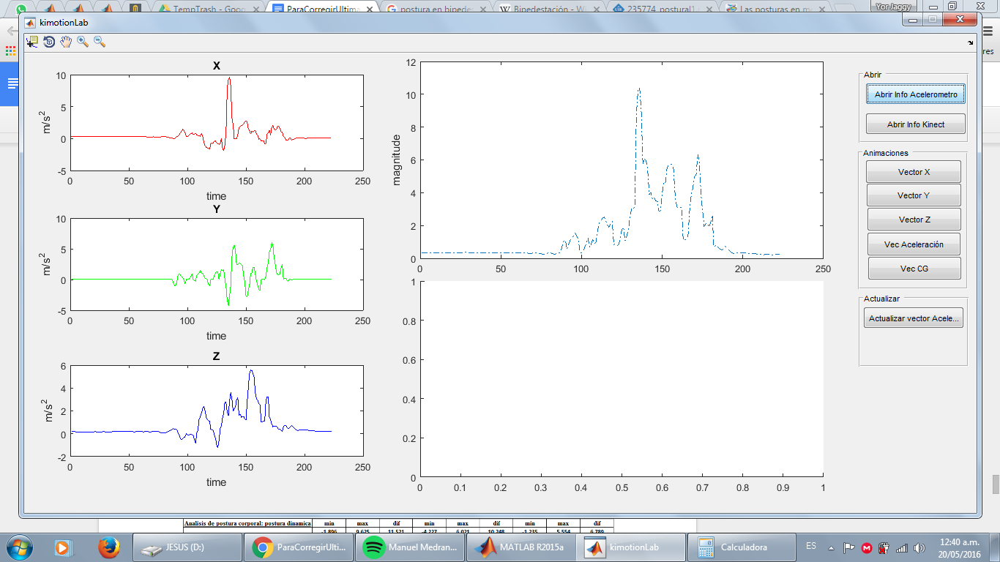 TempTrash - Goo
ParaCorregirUltima
postura en bipede
Bipedestación - W
235774_postural1
Las posturas en m
YorJaggy
kimotionLab
res
X
10
5
0
-5
m/s2
0 50 100 150 200 250
time
Y
10
5
0
-5
m/s2
0 50 100 150 200 250
time
Z
6
4
2
0
-2
m/s2
0 50 100 150 200 250
time
12
10
8
6
4
2
0
magnitude
0 50 100 150 200 250
1
0.8
0.6
0.4
0.2
0
0 0.1 0.2 0.3 0.4 0.5 0.6 0.7 0.8 0.9 1
Abrir
Abrir Info Acelerometro
Abrir Info Kinect
Animaciones
Vector X
Vector Y
Vector Z
Vec Aceleración
Vec CG
Actualizar
Actualizar vector Acele...
Analisis de postura corporal: postura dinamica min max dif min max dif min max dif
-1.896 9.625 11.521 -4.227 6.021 10.248 -1.235 5.554 6.789
JESUS (D:)
ParaCorregirUlti...
Manuel Medran...
MATLAB R2015a
kimotionLab
Calculadora
ES
12:40 a.m.
20/05/2016